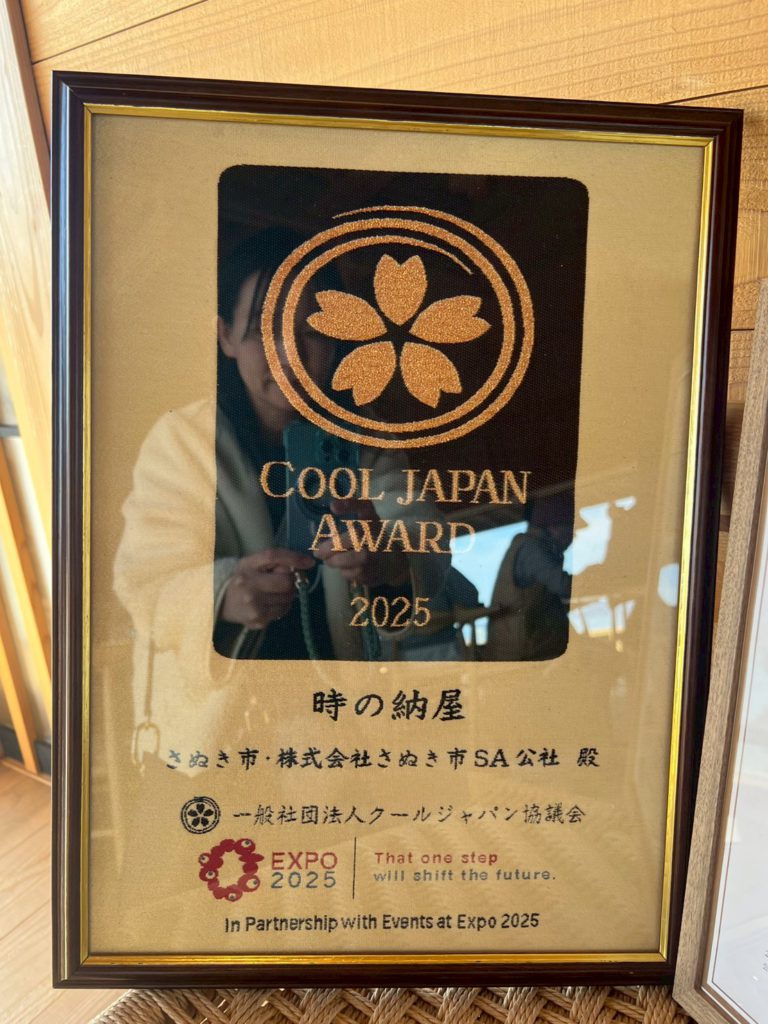 COOL JAPAN
AWARD
2025
時の納屋
さぬき市・株式会社さぬき市SA公社 殿
一般社団法人クールジャパン協議会
EXPO
2025
That one step
will shift the future.
In Partnership with Events at Expo 2025